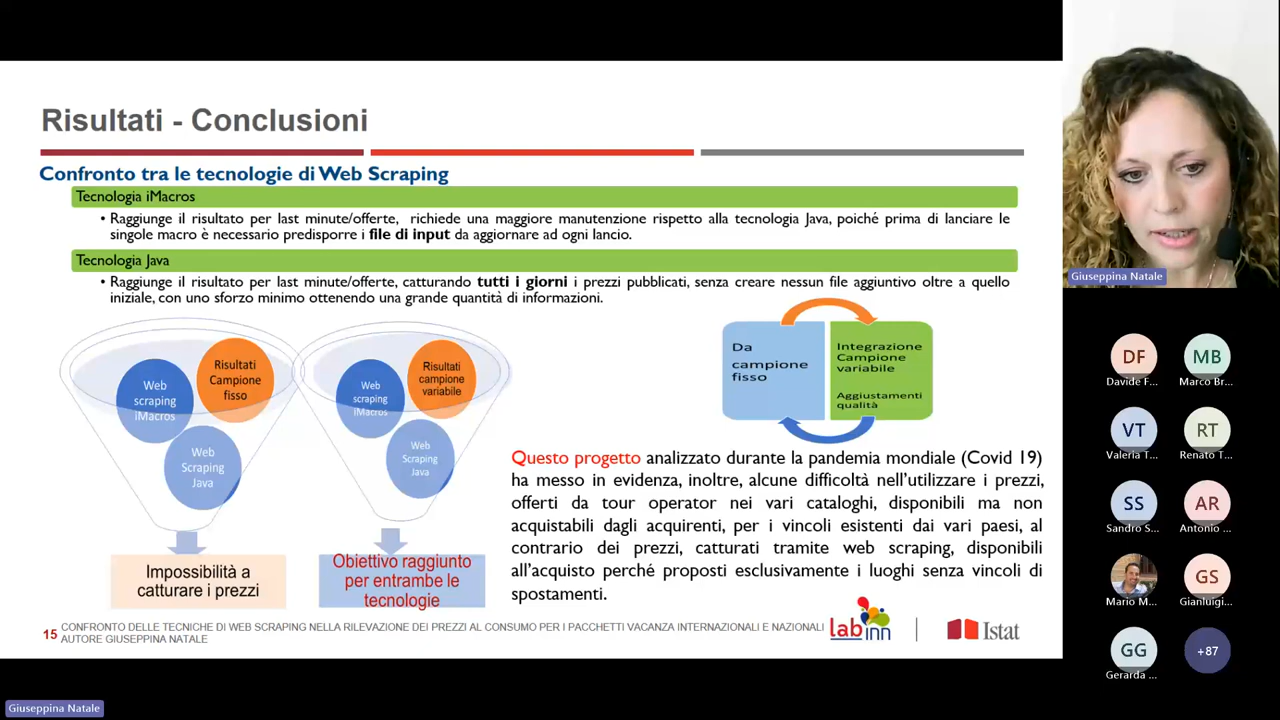 Risultati - Conclusioni
Confronto tra le tecnologie di Web Scraping
Tecnologia iMacros
• Raggiunge il risultato per last minute/offerte, richiede una maggiore manutenzione rispetto alla tecnologia Java, poiché prima di lanciare le
singole macro è necessario predisporre i file di input da aggiornare ad ogni lancio.
Tecnologia Java
• Raggiunge il risultato per last minute/offerte, catturando tutti i giorni i prezzi pubblicati, senza creare nessun file aggiuntivo oltre a quello
iniziale, con uno sforzo minimo ottenendo una grande quantità di informazioni.
Web
scraping
iMacros
Risultati
Campione
fisso
Web
Scraping
Java
Impossibilità a
catturare i prezzi
Web
scraping
iMacros
Risultati
campione
variabile
Web
Scraping
Java
Obiettivo raggiunto
per entrambe le
tecnologie
Da
campione
fisso
Integrazione
Campione
variabile
Aggiustamenti
qualità
Questo progetto analizzato durante la pandemia mondiale (Covid 19)
ha messo in evidenza, inoltre, alcune difficoltà nell'utilizzare i prezzi,
offerti da tour operator nei vari cataloghi, disponibili ma non
acquistabili dagli acquirenti, per i vincoli esistenti dai vari paesi, al
contrario dei prezzi, catturati tramite web scraping, disponibili
all'acquisto perché proposti esclusivamente i luoghi senza vincoli di
spostamenti.
15
CONFRONTO DELLE TECNICHE DI WEB SCRAPING NELLA RILEVAZIONE DEI PREZZI AL CONSUMO PER I PACCHETTI VACANZA INTERNAZIONALI E NAZIONALI
AUTORE GIUSEPPINA NATALE
labinn
Istat
Giuseppina Natale
DF
Davide F...
MB
Marco Br...
VT
Valeria T...
RT
Renato T...
SS
Sandro S...
AR
Antonio ...
Mario M...
GS
Gianluigi...
GG
Gerarda ...
+87
Giuseppina Natale